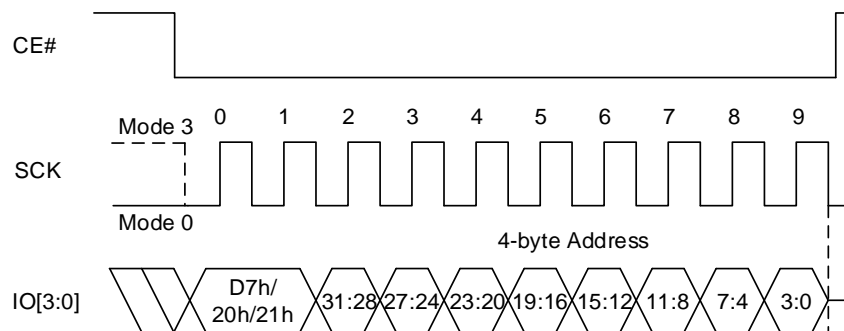 CE#
Mode 3
0 1 2 3 4 5 6 7 8 9
SCK
Mode 0
4-byte Address
IO[3:0]
D7h/
20h/21h
31:28 27:24 23:20 19:16 15:12 11:8 7:4 3:0